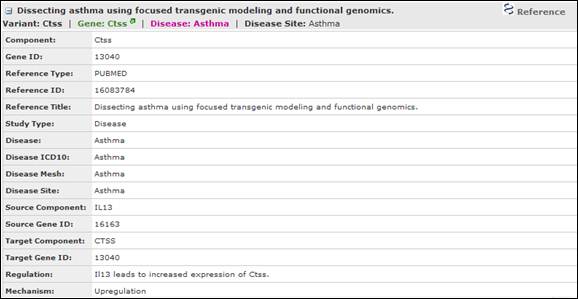 Dissecting asthma using focused transgenic modeling and functional genomics. Reference
Variant: Ctss | Gene: Ctss | Disease: Asthma | Disease Site: Asthma
Component: Ctss
Gene ID: 13040
Reference Type: PUBMED
Reference ID: 16083784
Reference Title: Dissecting asthma using focused transgenic modeling and functional genomics.
Study Type: Disease
Disease: Asthma
Disease ICD10: Asthma
Disease Mesh: Asthma
Disease Site: Asthma
Source Component: IL13
Source Gene ID: 16163
Target Component: CTSS
Target Gene ID: 13040
Regulation: Il13 leads to increased expression of Ctss.
Mechanism: Upregulation